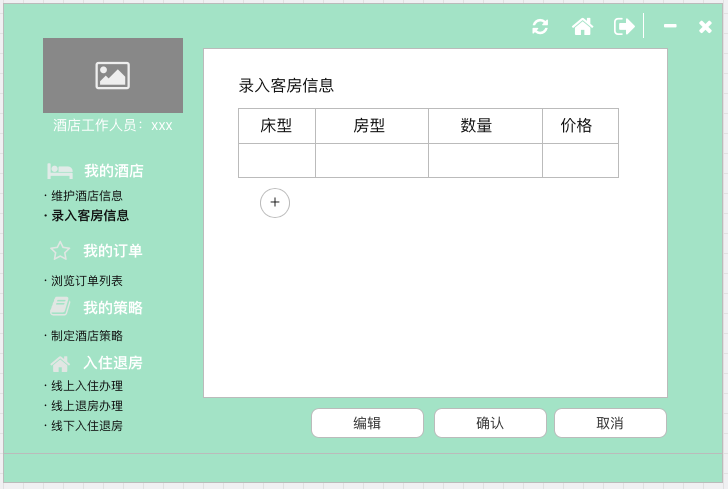 酒店工作人员：xxx
我的酒店
· 维护酒店信息
· 录入客房信息
我的订单
· 浏览订单列表
我的策略
· 制定酒店策略
入住退房
· 线上入住办理
· 线上退房办理
· 线下入住退房
录入客房信息
床型 房型 数量 价格
+
编辑 确认 取消